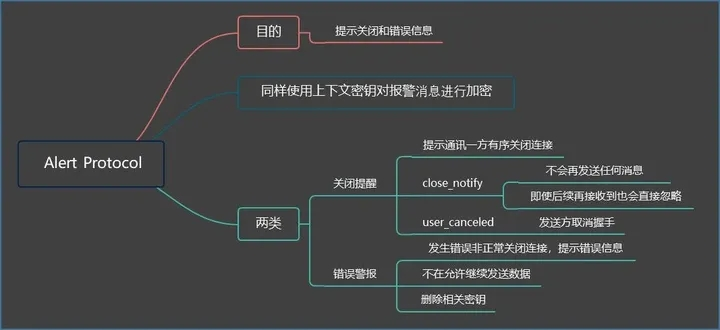 目的
提示关闭和错误信息
同样使用上下文密钥对报警消息进行加密
Alert Protocol
两类
关闭提醒
提示通讯一方有序关闭连接
close_notify
不会再发送任何消息
即使后续再接收到也会直接忽略
user_canceled
发送方取消握手
错误警报
发生错误非正常关闭连接，提示错误信息
不在允许继续发送数据
删除相关密钥